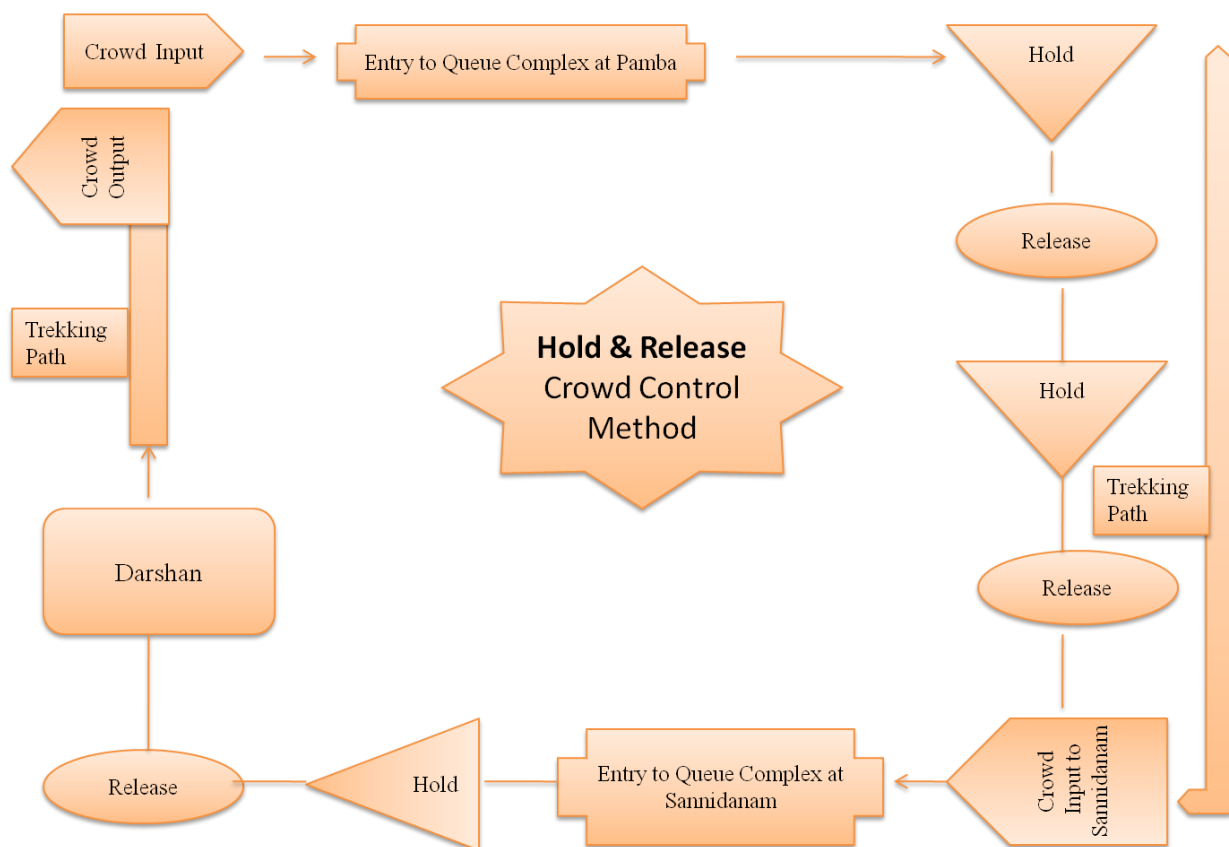 Crowd Input
Entry to Queue Complex at Pamba
Hold
Crowd
Output
Release
Trekking
Path
Hold & Release
Crowd Control
Method
Hold
Trekking
Path
Darshan
Release
Crowd
Input to
Sannidanam
Entry to Queue Complex at
Sannidanam
Hold
Release